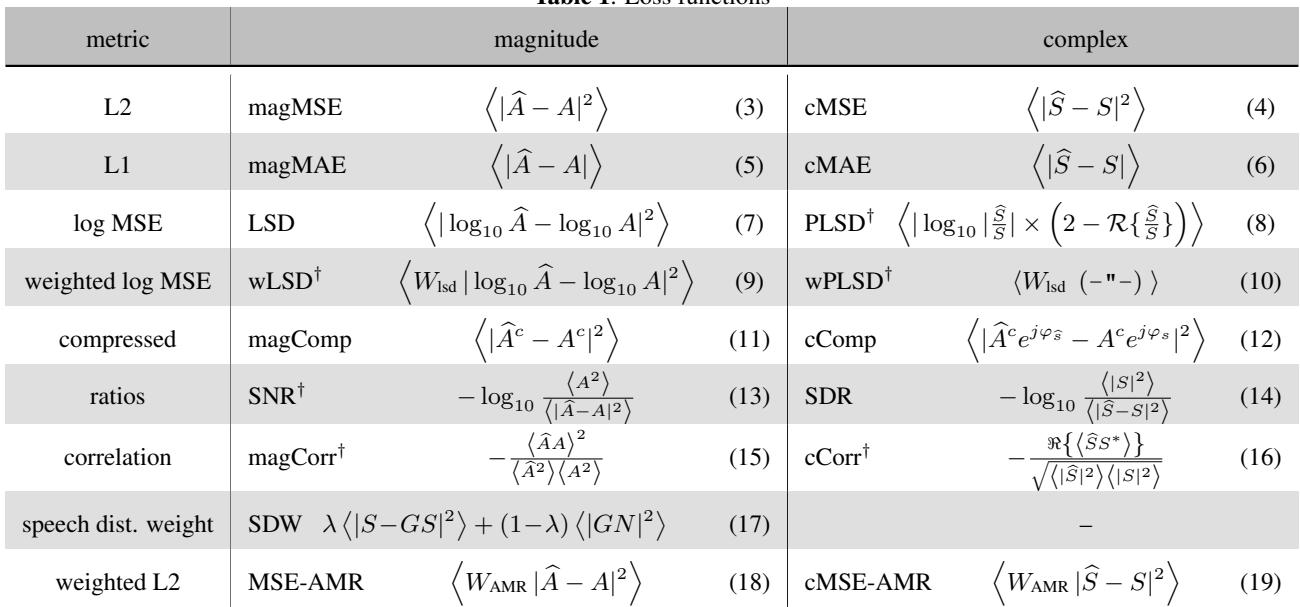 Table 1. Loss functions
metric magnitude complex
L2 magMSE ⟨|Â − A|²⟩ (3) cMSE ⟨|Ŝ − S|²⟩ (4)
L1 magMAE ⟨|Â − A|⟩ (5) cMAE ⟨|Ŝ − S|⟩ (6)
log MSE LSD ⟨|log₁₀ Â − log₁₀ A|²⟩ (7) PLSD† ⟨|log₁₀|Ŝ/S| × (2 − ℛ{Ŝ/S})⟩ (8)
weighted log MSE wLSD† ⟨W_lsd |log₁₀ Â − log₁₀ A|²⟩ (9) wPLSD† ⟨W_lsd (–"–)⟩ (10)
compressed magComp ⟨|Âᶜ − Aᶜ|²⟩ (11) cComp ⟨|Âᶜ e^{jφ_ŝ} − Aᶜ e^{jφ_s}|²⟩ (12)
ratios SNR† − log₁₀ ⟨A²⟩/⟨|Â−A|²⟩ (13) SDR − log₁₀ ⟨|S|²⟩/⟨|Ŝ−S|²⟩ (14)
correlation magCorr† − ⟨ÂA⟩²/(⟨Â²⟩⟨A²⟩) (15) cCorr† − ℜ{⟨ŜS*⟩}/√(⟨|Ŝ|²⟩⟨|S|²⟩) (16)
speech dist. weight SDW λ⟨|S−GS|²⟩ + (1−λ)⟨|GN|²⟩ (17) –
weighted L2 MSE-AMR ⟨W_AMR |Â − A|²⟩ (18) cMSE-AMR ⟨W_AMR |Ŝ − S|²⟩ (19)